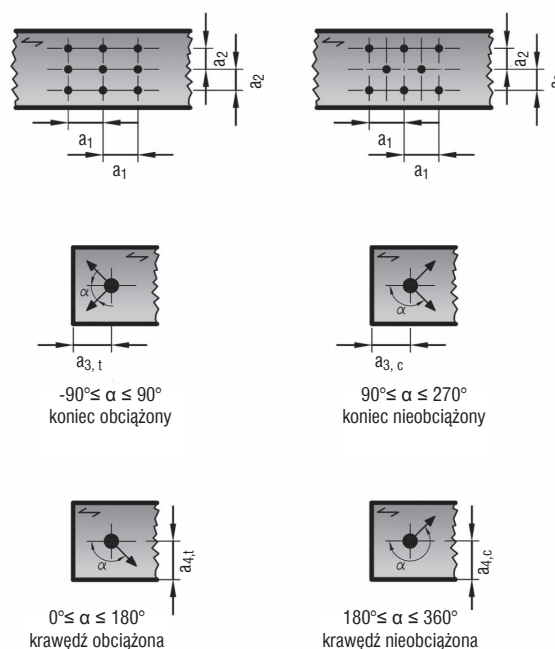 a2
a2
a1
a1
a2
a1
a1
α
a3, t
-90°≤ α ≤ 90°
koniec obciążony
α
a3, c
90°≤ α ≤ 270°
koniec nieobciążony
α
a4,t
0°≤ α ≤ 180°
krawędź obciążona
α
a4,c
180°≤ α ≤ 360°
krawędź nieobciążona